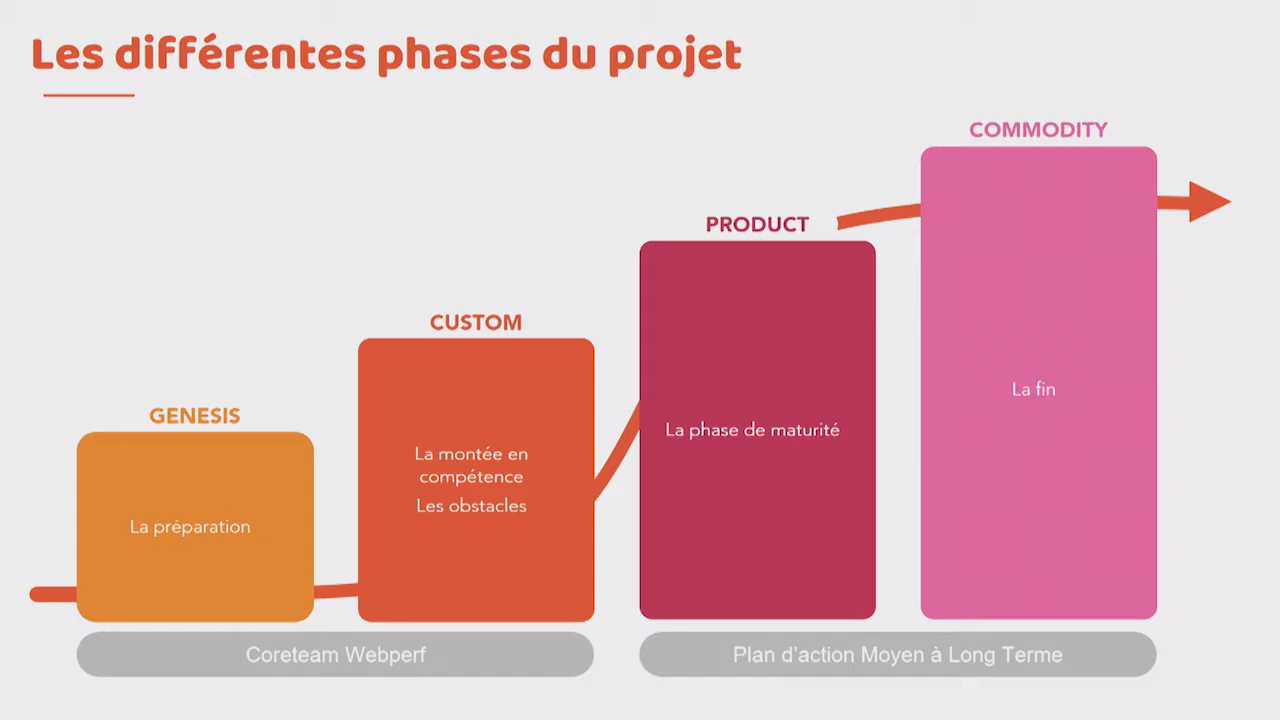 Les différentes phases du projet
GENESIS
La préparation
CUSTOM
La montée en
compétence
Les obstacles
PRODUCT
La phase de maturité
COMMODITY
La fin
Coreteam Webperf
Plan d'action Moyen à Long Terme